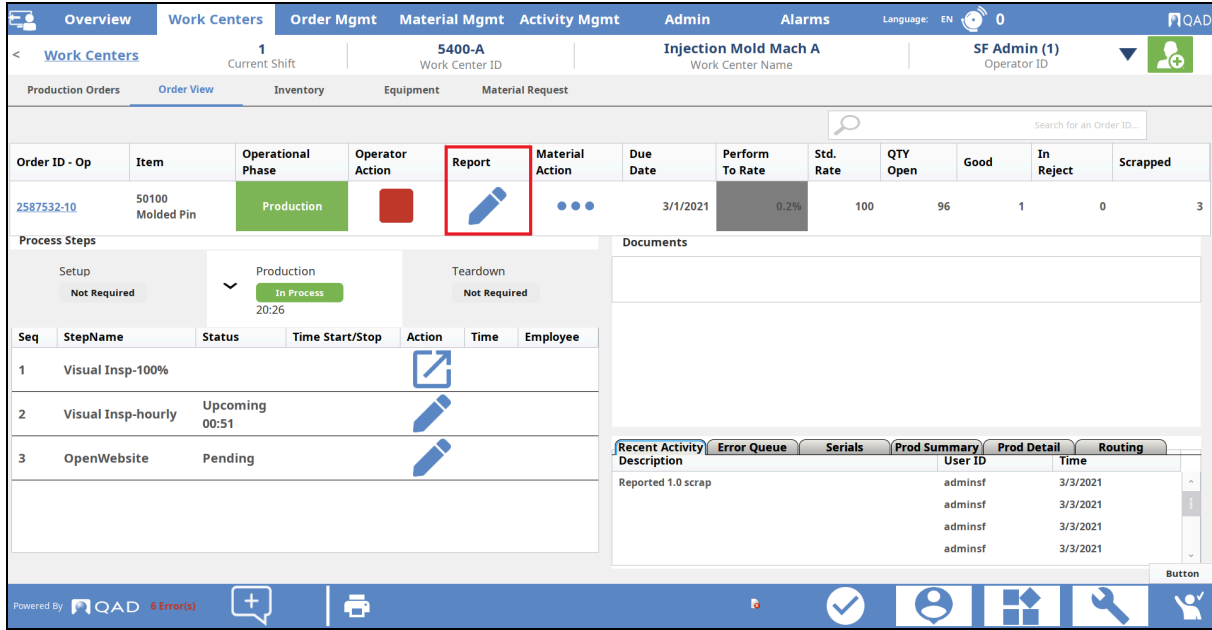 Overview Work Centers Order Mgmt Material Mgmt Activity Mgmt Admin Alarms Language: EN 0 QAD
< Work Centers 1 5400-A Injection Mold Mach A SF Admin (1)
Current Shift Work Center ID Work Center Name Operator ID
Production Orders Order View Inventory Equipment Material Request
Search for an Order ID...
Order ID - Op Item Operational Phase Operator Action Report Material Action Due Date Perform To Rate Std. Rate QTY Open Good In Reject Scrapped
2587532-10 50100 Molded Pin Production 3/1/2021 0.2% 100 96 1 0 3
Process Steps Documents
Setup Production Teardown
Not Required In Process Not Required
20:26
Seq StepName Status Time Start/Stop Action Time Employee
1 Visual Insp-100%
2 Visual Insp-hourly Upcoming 00:51
3 OpenWebsite Pending
Recent Activity Error Queue Serials Prod Summary Prod Detail Routing
Description User ID Time
Reported 1.0 scrap adminsf 3/3/2021
adminsf 3/3/2021
adminsf 3/3/2021
adminsf 3/3/2021
Button
Powered By QAD 6 Error(s)